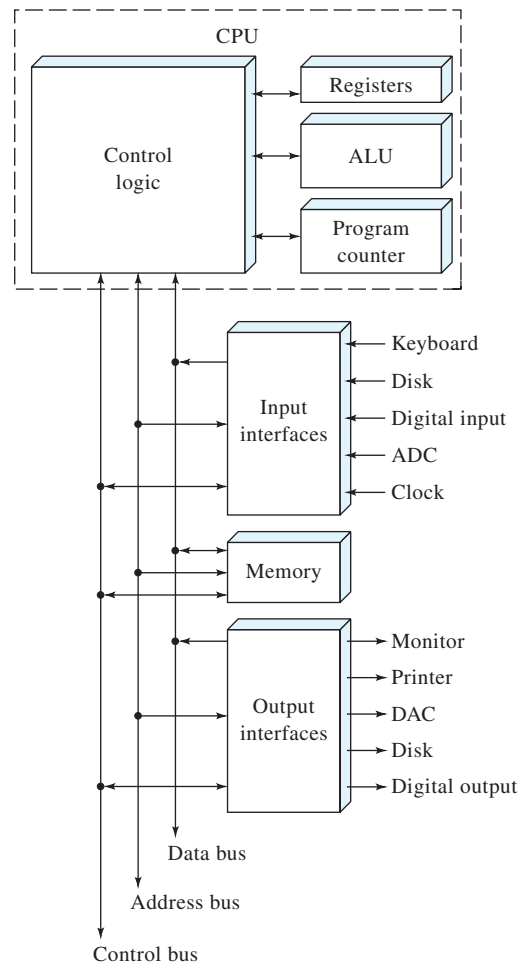 CPU
Control
logic
Registers
ALU
Program
counter
Input
interfaces
Keyboard
Disk
Digital input
ADC
Clock
Memory
Output
interfaces
Monitor
Printer
DAC
Disk
Digital output
Data bus
Address bus
Control bus